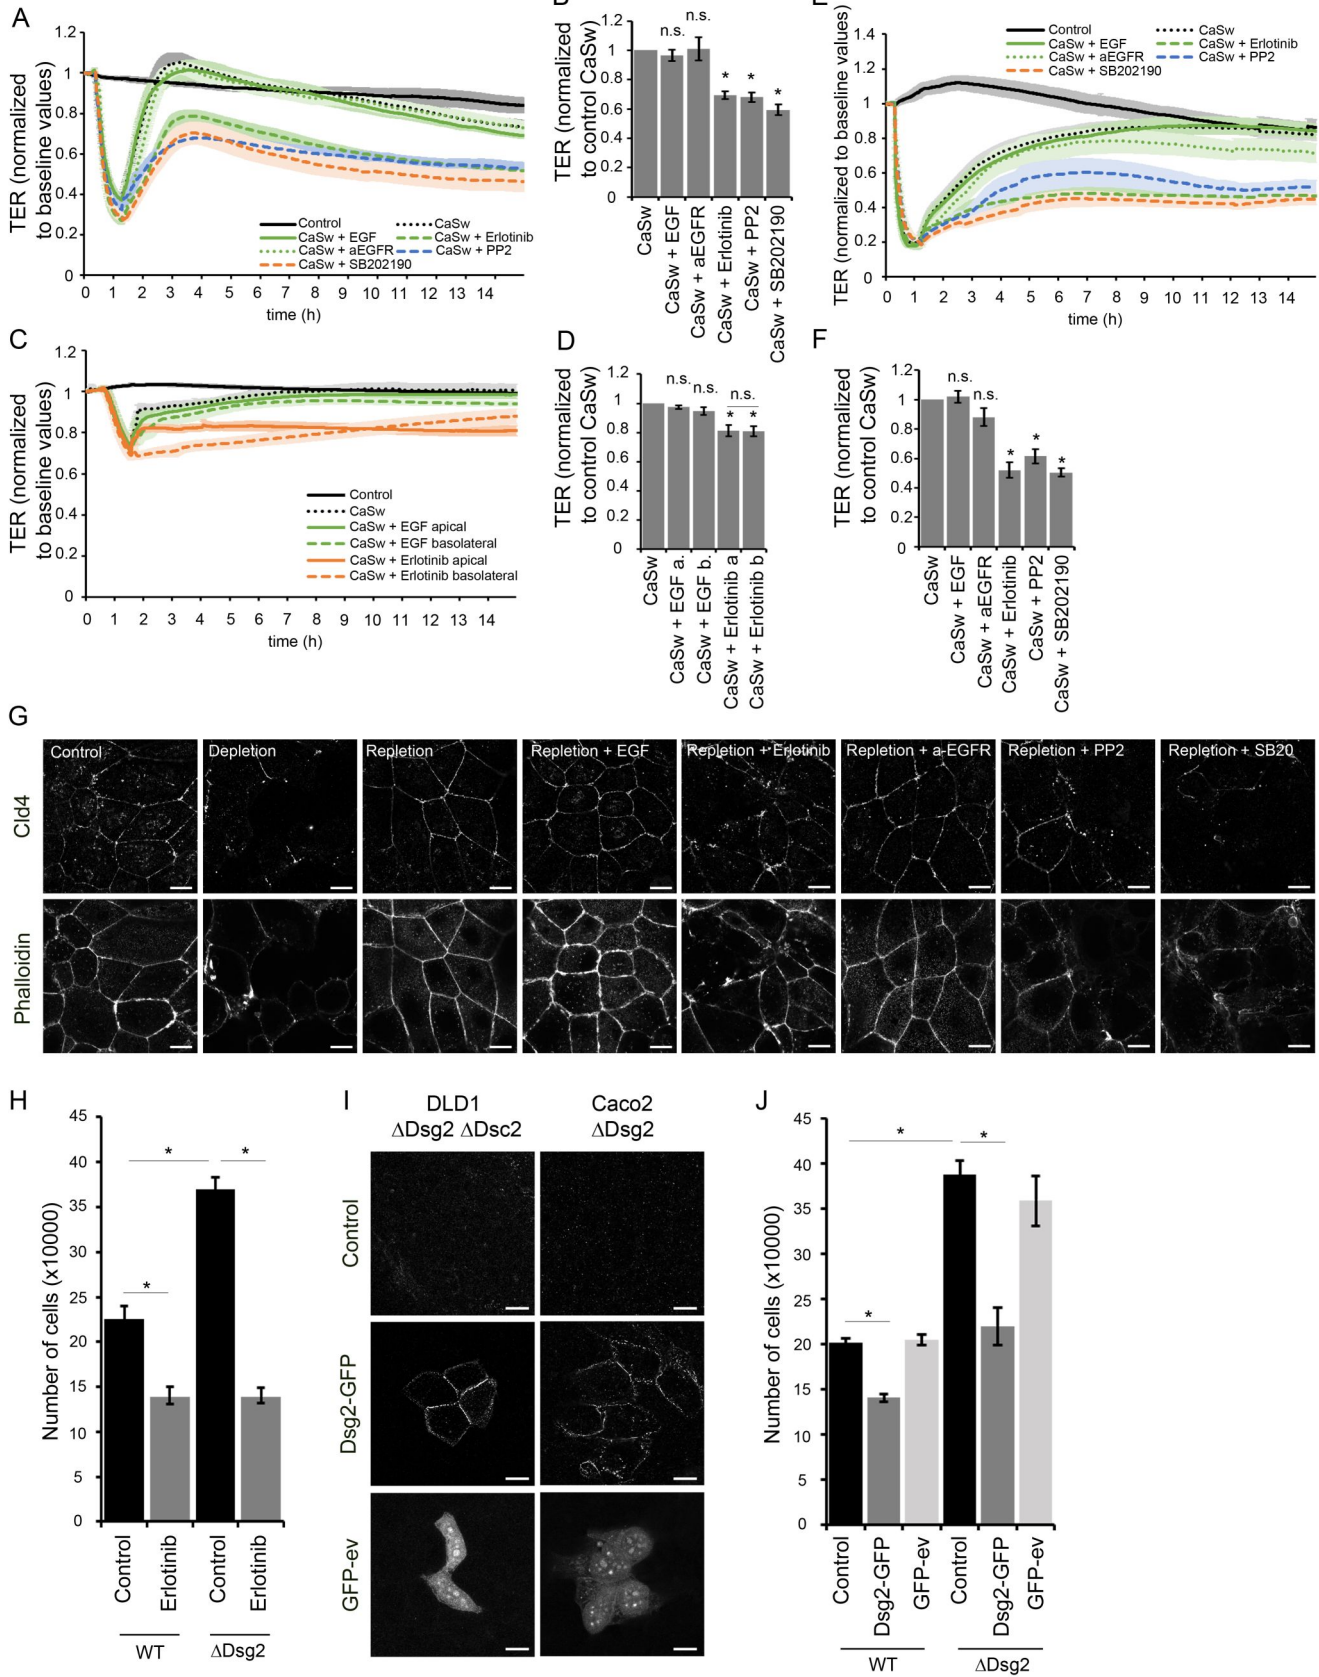 A
TER (normalized
to baseline values)
1.2
1
0.8
0.6
0.4
0.2
0
0 1 2 3 4 5 6 7 8 9 10 11 12 13 14
time (h)
Control
CaSw
CaSw + EGF
CaSw + Erlotinib
CaSw + aEGFR
CaSw + PP2
CaSw + SB202190
TER (normalized
to control CaSw)
1.2
1
0.8
0.6
0.4
0.2
0
n.s.
n.s.
* * *
CaSw
CaSw + EGF
CaSw + aEGFR
CaSw + Erlotinib
CaSw + PP2
CaSw + SB202190
TER (normalized to baseline values)
1.4
1.2
1
0.8
0.6
0.4
0.2
0
0 1 2 3 4 5 6 7 8 9 10 11 12 13 14
time (h)
Control
CaSw
CaSw + EGF
CaSw + Erlotinib
CaSw + aEGFR
CaSw + PP2
CaSw + SB202190
C
TER (normalized
to baseline values)
1.2
1
0.8
0.6
0.4
0.2
0
0 1 2 3 4 5 6 7 8 9 10 11 12 13 14
time (h)
Control
CaSw
CaSw + EGF apical
CaSw + EGF basolateral
CaSw + Erlotinib apical
CaSw + Erlotinib basolateral
D
TER (normalized
to control CaSw)
1.2
1
0.8
0.6
0.4
0.2
0
n.s. n.s. n.s.
* *
CaSw
CaSw + EGF a.
CaSw + EGF b.
CaSw + Erlotinib a
CaSw + Erlotinib b
F
TER (normalized
to control CaSw)
1.2
1
0.8
0.6
0.4
0.2
0
n.s.
n.s.
* * *
CaSw
CaSw + EGF
CaSw + aEGFR
CaSw + Erlotinib
CaSw + PP2
CaSw + SB202190
G
Control
Depletion
Repletion
Repletion + EGF
Repletion + Erlotinib
Repletion + a-EGFR
Repletion + PP2
Repletion + SB20
Cld4
Phalloidin
H
Number of cells (x10000)
45
40
35
30
25
20
15
10
5
0
* * *
Control
Erlotinib
Control
Erlotinib
WT
ΔDsg2
I
DLD1
ΔDsg2 ΔDsc2
Caco2
ΔDsg2
Control
Dsg2-GFP
GFP-ev
J
Number of cells (x10000)
45
40
35
30
25
20
15
10
5
0
* * *
Control
Dsg2-GFP
GFP-ev
Control
Dsg2-GFP
GFP-ev
WT
ΔDsg2